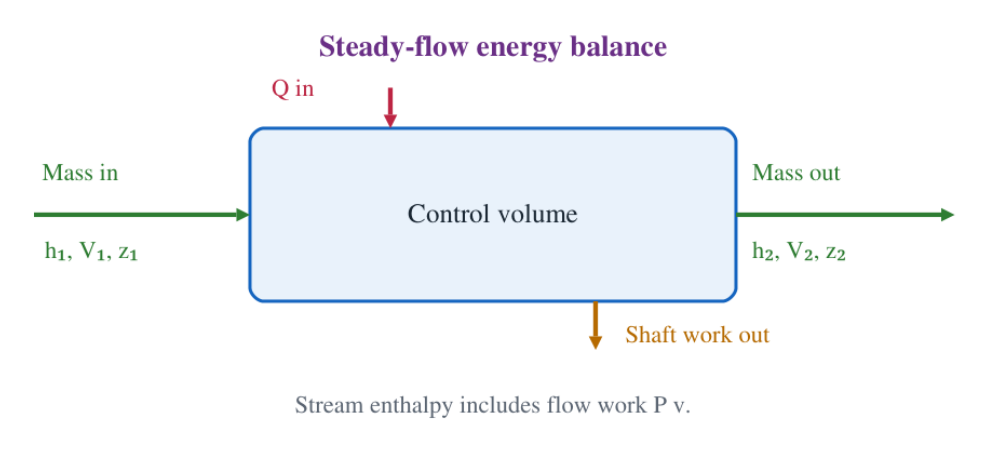 Steady-flow energy balance
Q in
Mass in
Mass out
Control volume
h₁, V₁, z₁
h₂, V₂, z₂
Shaft work out
Stream enthalpy includes flow work P v.